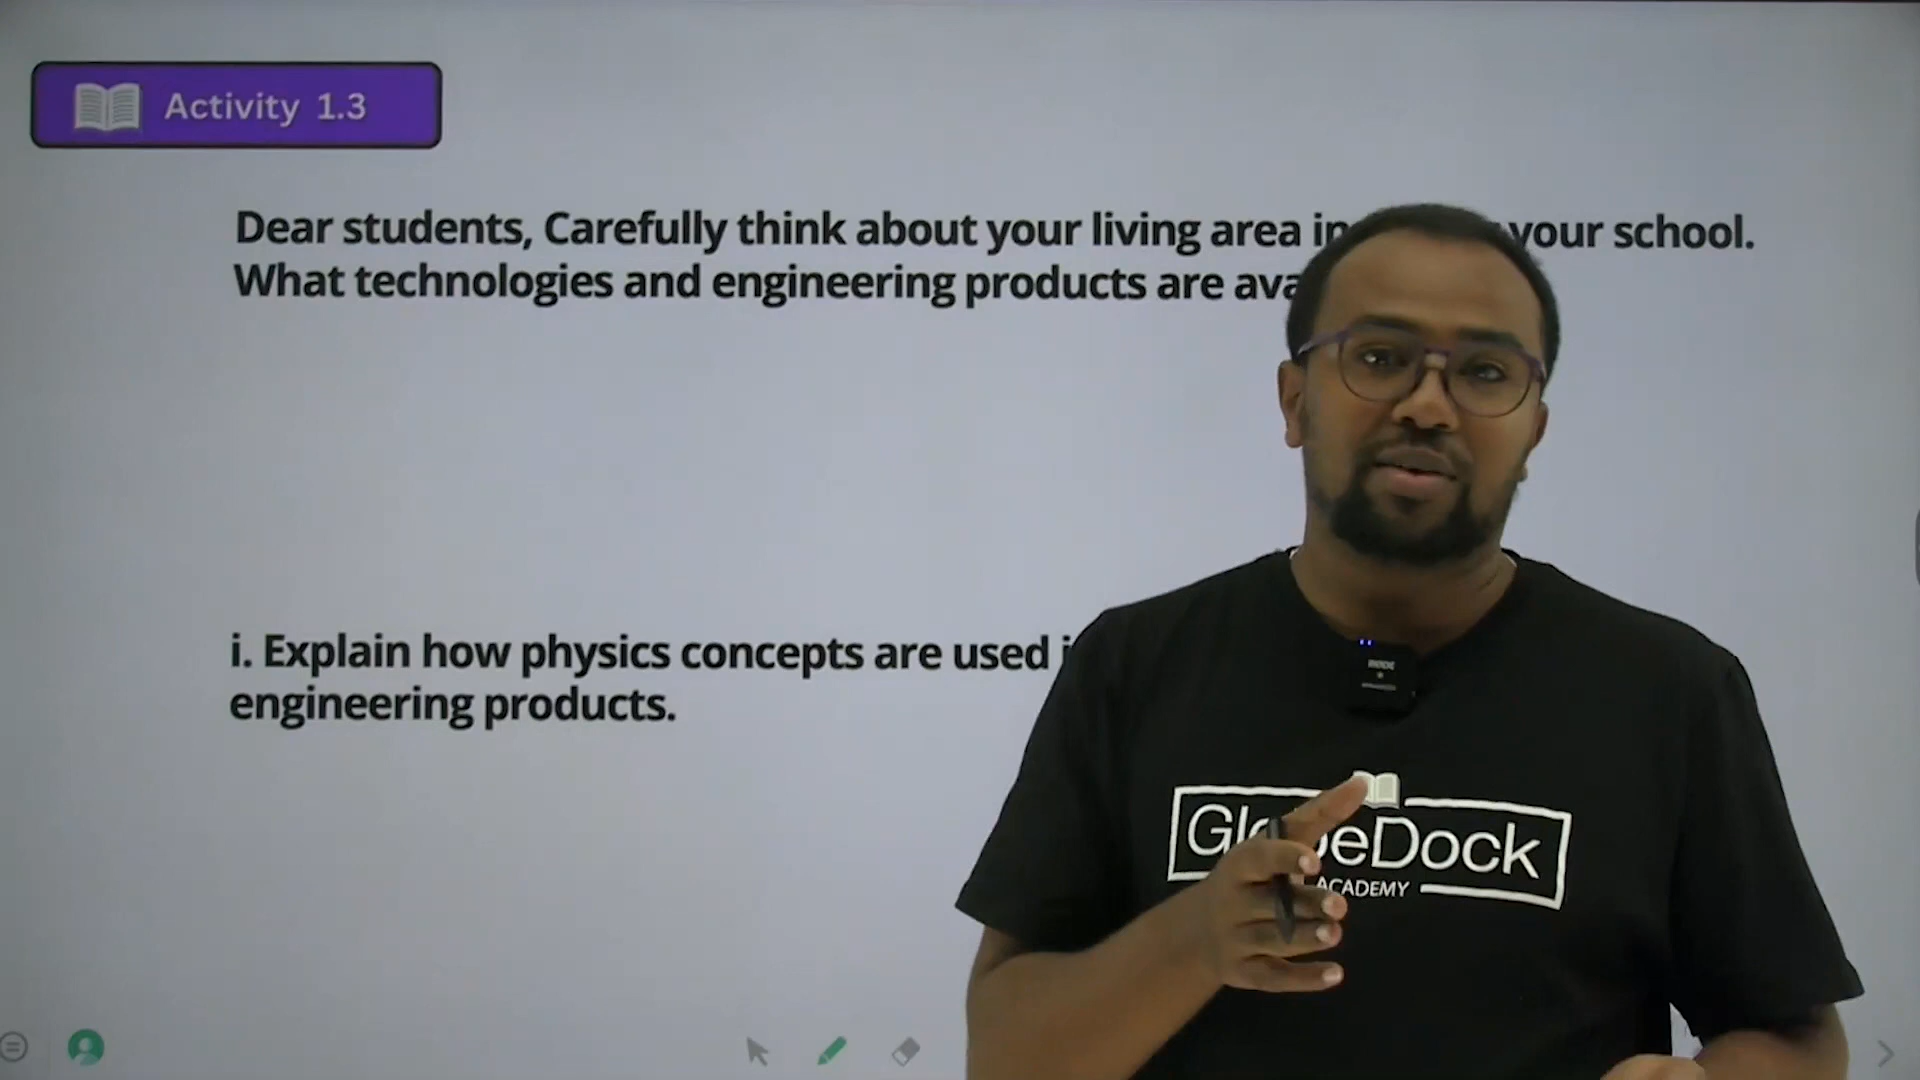 Activity 1.3
Dear students, Carefully think about your living area in your school.
What technologies and engineering products are ava
i. Explain how physics concepts are used i
engineering products.
GlobeDock
ACADEMY